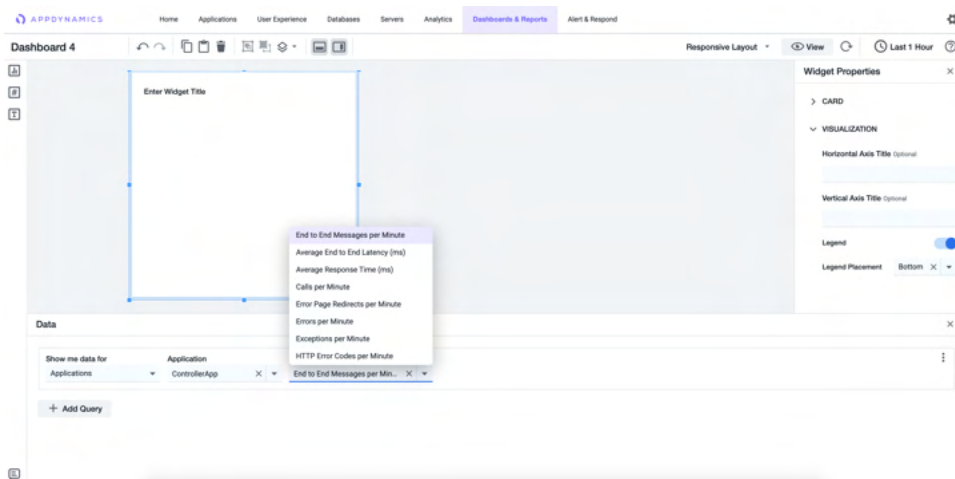 APPDYNAMICS Home Applications User Experience Databases Servers Analytics Dashboards & Reports Alert & Respond
Dashboard 4 Responsive Layout View Last 1 Hour
Widget Properties
Enter Widget Title
CARD
VISUALIZATION
Horizontal Axis Title Optional
Vertical Axis Title Optional
Legend
Legend Placement Bottom
End to End Messages per Minute
Average End to End Latency (ms)
Average Response Time (ms)
Calls per Minute
Error Page Redirects per Minute
Errors per Minute
Exceptions per Minute
HTTP Error Codes per Minute
Data
Show me data for Application
Applications ControllerApp End to End Messages per Min...
+ Add Query